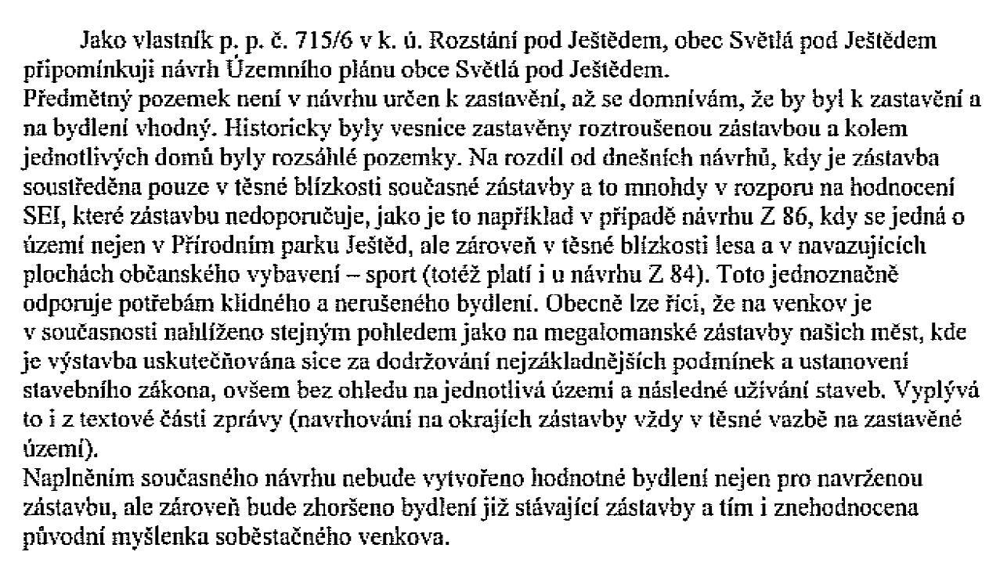 Jako vlastník p. p. č. 715/6 v k. ú. Rozstání pod Ještědem, obec Světlá pod Ještědem
připomínkuji návrh Územního plánu obce Světlá pod Ještědem.
Předmětný pozemek není v návrhu určen k zastavění, až se domnívám, že by byl k zastavění a
na bydlení vhodný. Historicky byly vesnice zastavěny roztroušenou zástavbou a kolem
jednotlivých domů byly rozsáhlé pozemky. Na rozdíl od dnešních návrhů, kdy je zástavba
soustředěna pouze v těsné blízkosti současné zástavby a to mnohdy v rozporu na hodnocení
SEI, které zástavbu nedoporučuje, jako je to například v případě návrhu Z 86, kdy se jedná o
území nejen v Přírodním parku Ještěd, ale zároveň v těsné blízkosti lesa a v navazujících
plochách občanského vybavení – sport (totéž platí i u návrhu Z 84). Toto jednoznačně
odporuje potřebám klidného a nerušeného bydlení. Obecně lze říci, že na venkov je
v současnosti nahlíženo stejným pohledem jako na megalomanské zástavby našich měst, kde
je výstavba uskutečňována sice za dodržování nejzákladnějších podmínek a ustanovení
stavebního zákona, ovšem bez ohledu na jednotlivá území a následné užívání staveb. Vyplývá
to i z textové části zprávy (navrhování na okrajích zástavby vždy v těsné vazbě na zastavěné
území).
Naplněním současného návrhu nebude vytvořeno hodnotné bydlení nejen pro navrženou
zástavbu, ale zároveň bude zhoršeno bydlení již stávající zástavby a tím i znehodnocena
původní myšlenka soběstačného venkova.